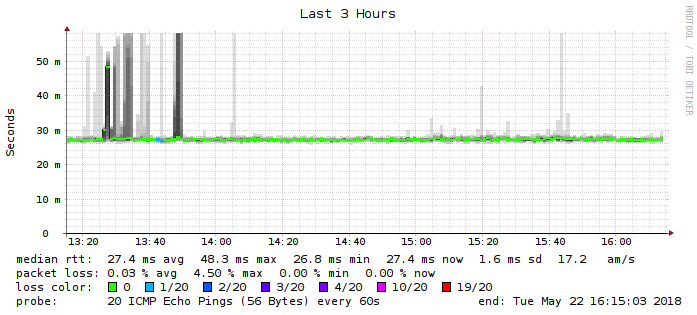 Last 3 Hours
RRDTOOL / TOBI OETIKER
Seconds
50 m
40 m
30 m
20 m
10 m
0
13:20 13:40 14:00 14:20 14:40 15:00 15:20 15:40 16:00
median rtt: 27.4 ms avg 48.3 ms max 26.8 ms min 27.4 ms now 1.6 ms sd 17.2 am/s
packet loss: 0.03 % avg 4.50 % max 0.00 % min 0.00 % now
loss color: 0 1/20 2/20 3/20 4/20 10/20 19/20
probe: 20 ICMP Echo Pings (56 Bytes) every 60s end: Tue May 22 16:15:03 2018